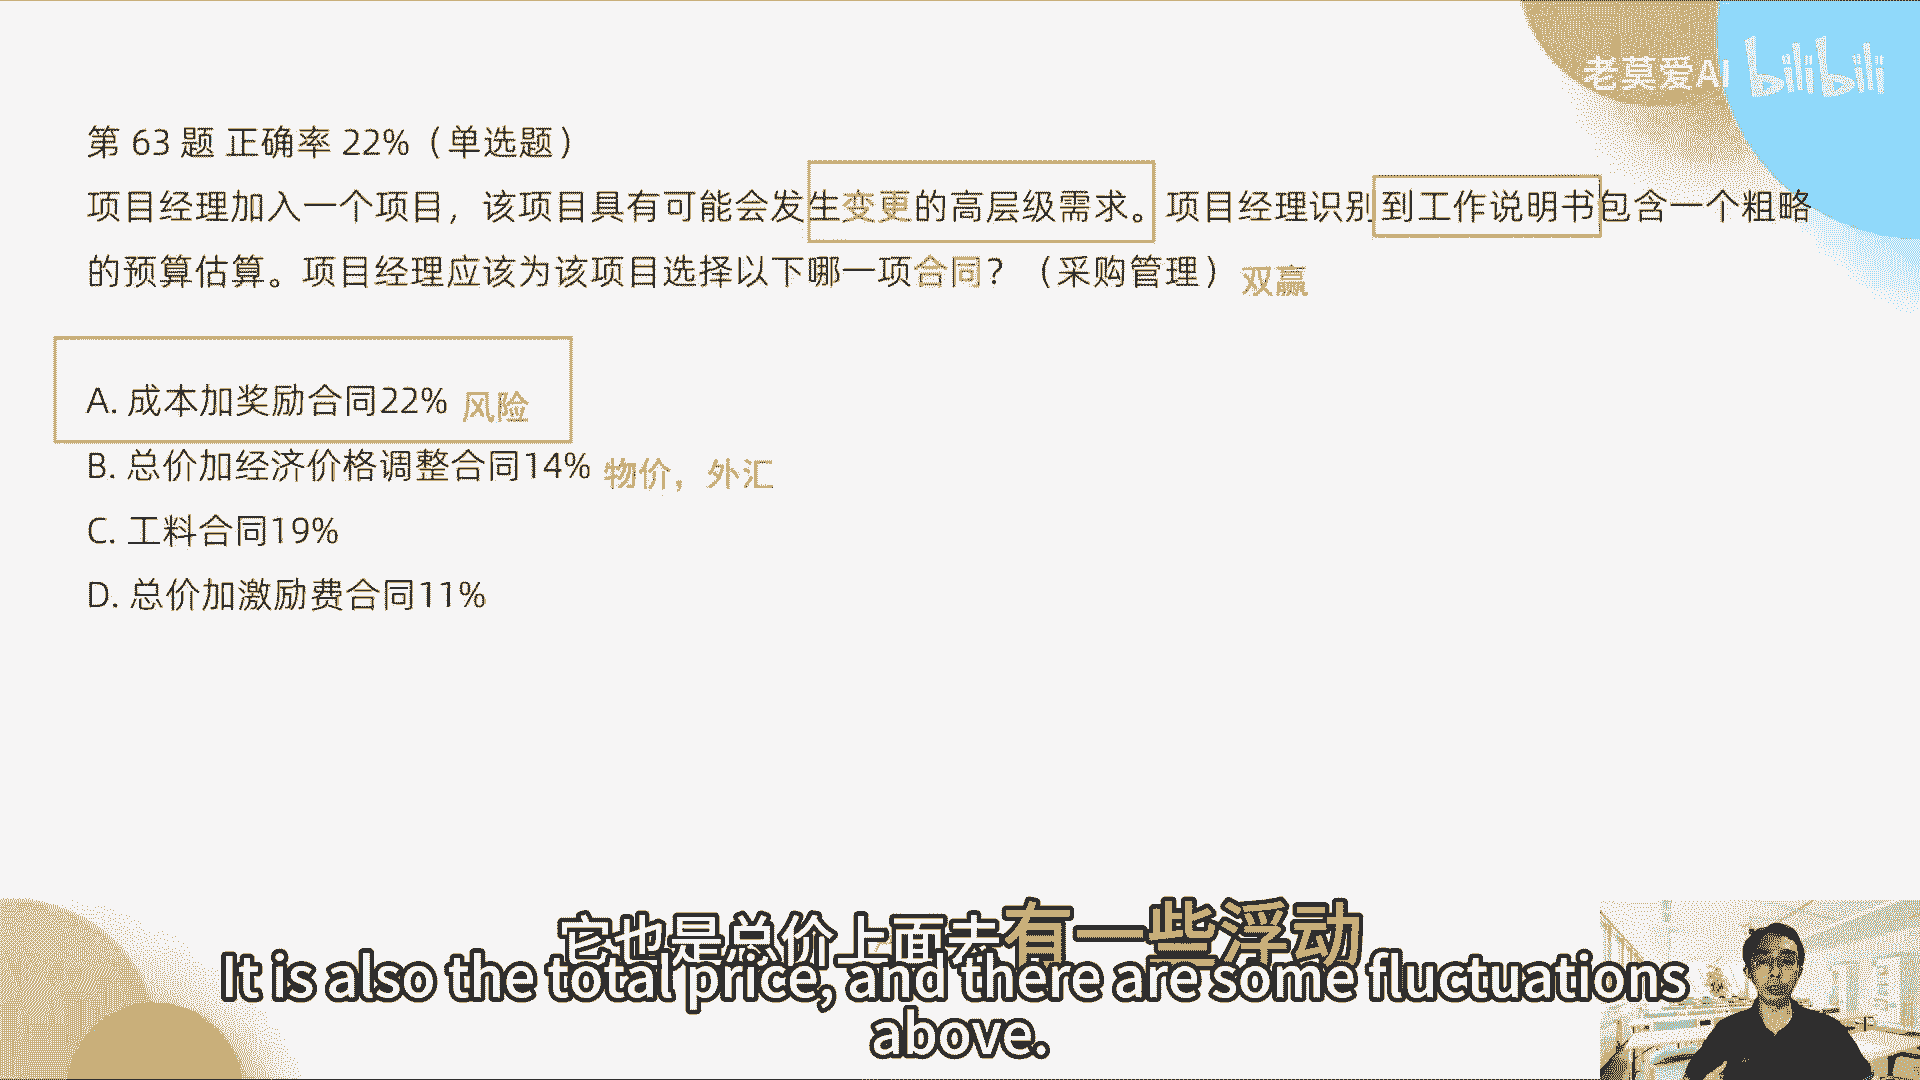 老莫爱AI bilibili
第 63 题 正确率 22%（单选题）
项目经理加入一个项目，该项目具有可能会发生变更的高层级需求。项目经理识别到工作说明书包含一个粗略
的预算估算。项目经理应该为该项目选择以下哪一项合同？（采购管理）双赢
A. 成本加奖励合同22% 风险
B. 总价加经济价格调整合同14% 物价，外汇
C. 工料合同19%
D. 总价加激励费合同11%
它也是总价上面去有一些浮动
It is also the total price, and there are some fluctuations
above.